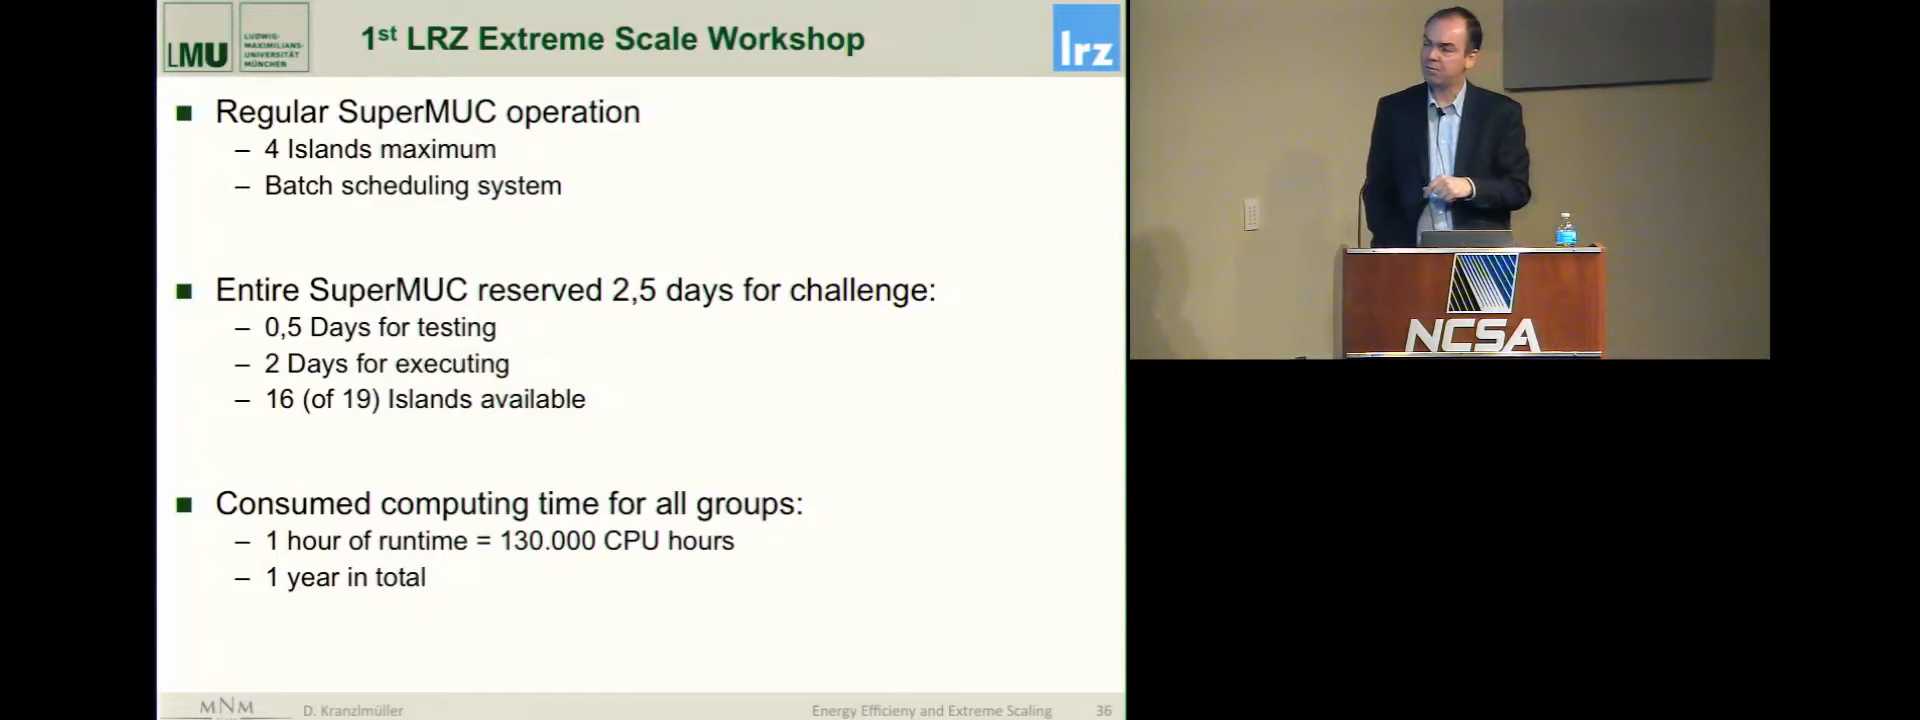 LMU
LUDWIG-
MAXIMILIANS-
UNIVERSITÄT
MÜNCHEN
1st LRZ Extreme Scale Workshop
lrz
■ Regular SuperMUC operation
– 4 Islands maximum
– Batch scheduling system
■ Entire SuperMUC reserved 2,5 days for challenge:
– 0,5 Days for testing
– 2 Days for executing
– 16 (of 19) Islands available
■ Consumed computing time for all groups:
– 1 hour of runtime = 130.000 CPU hours
– 1 year in total
MNM
D. Kranzlmüller
Energy Efficieny and Extreme Scaling
36
NCSA